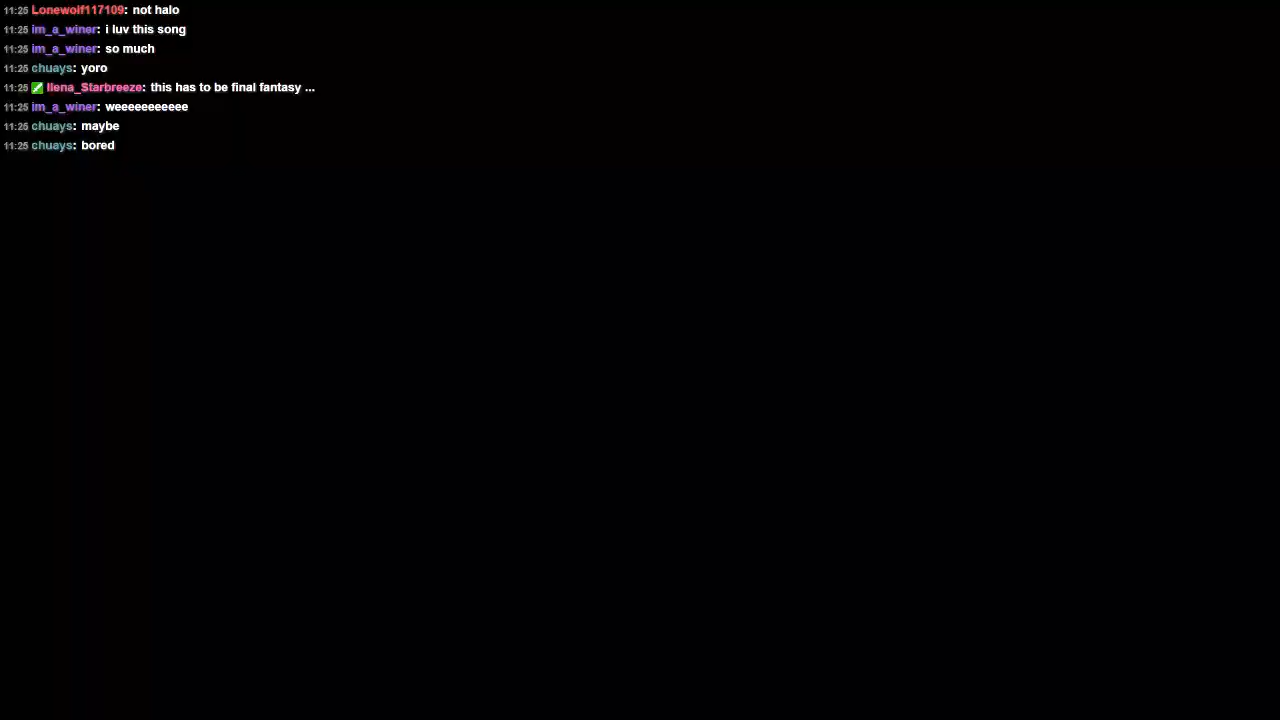 11:25 Lonewolf117109: not halo
11:25 im_a_winer: i luv this song
11:25 im_a_winer: so much
11:25 chuays: yoro
11:25 Ilena_Starbreeze: this has to be final fantasy ...
11:25 im_a_winer: weeeeeeeeeee
11:25 chuays: maybe
11:25 chuays: bored